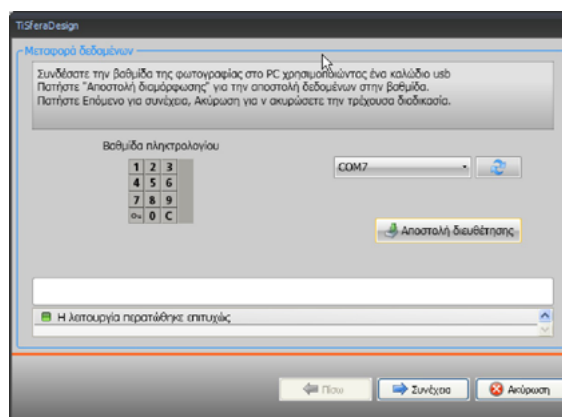 TiSferaDesign
Μεταφορά δεδομένων
Συνδέσατε την βαθμίδα της φωτογραφίας στο PC χρησιμοποιώντας ένα καλώδιο usb
Πατήστε "Αποστολή διαμόρφωσης" για την αποστολή δεδομένων στην βαθμίδα.
Πατήστε Επόμενο για συνέχεια, Ακύρωση για ν ακυρώσετε την τρέχουσα διαδικασία.
Βαθμίδα πληκτρολογίου
1 2 3
4 5 6
7 8 9
0 C
COM7
Αποστολή διευθέτησης
Η λειτουργία περατώθηκε επιτυχώς
Πίσω
Συνέχεια
Ακύρωση